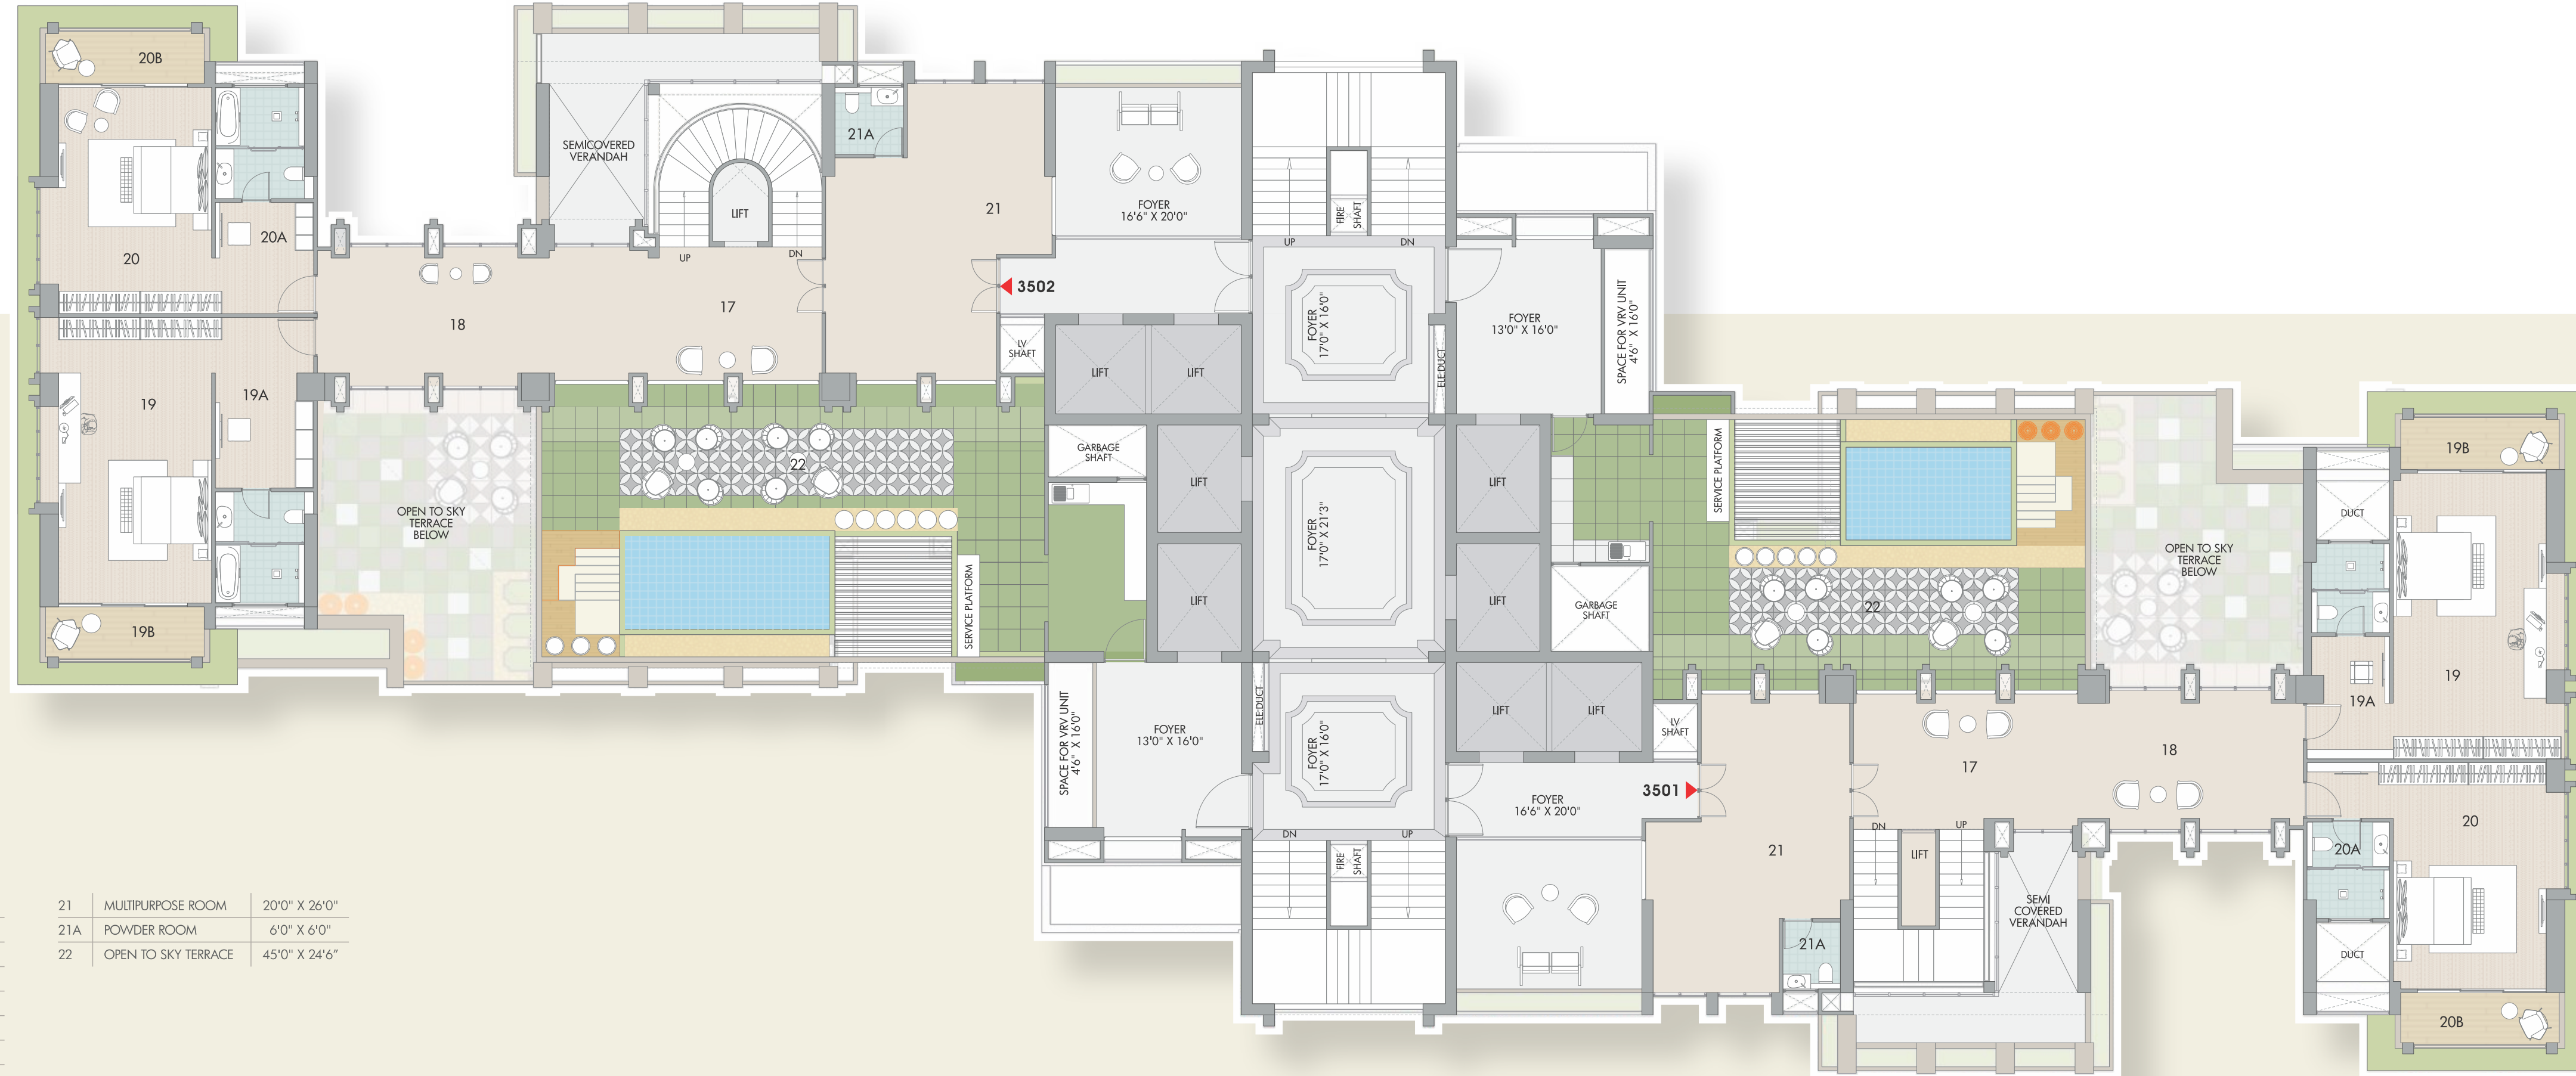 20B
20
20A
19
19A
19B
18
17
SEMICOVERED
VERANDAH
LIFT
UP
DN
21A
21
FOYER
16'6" X 20'0"
3502
LV
SHAFT
LIFT
LIFT
OPEN TO SKY
TERRACE
BELOW
22
SERVICE PLATFORM
GARBAGE
SHAFT
LIFT
LIFT
SPACE FOR VRV UNIT
4'6" X 16'0"
FOYER
13'0" X 16'0"
ELE:DUCT
FIRE
SHAFT
UP
DN
FOYER
17'0" X 16'0"
FOYER
17'0" X 21'3"
FOYER
17'0" X 16'0"
DN
UP
FIRE
SHAFT
ELE:DUCT
FOYER
13'0" X 16'0"
SPACE FOR VRV UNIT
4'6" X 16'0"
LIFT
LIFT
GARBAGE
SHAFT
SERVICE PLATFORM
22
OPEN TO SKY
TERRACE
BELOW
LIFT
LIFT
LV
SHAFT
3501
FOYER
16'6" X 20'0"
21
21A
17
18
DN
UP
LIFT
SEMI
COVERED
VERANDAH
19B
DUCT
19
19A
20
20A
DUCT
20B
21 MULTIPURPOSE ROOM 20'0" X 26'0"
21A POWDER ROOM 6'0" X 6'0"
22 OPEN TO SKY TERRACE 45'0" X 24'6”